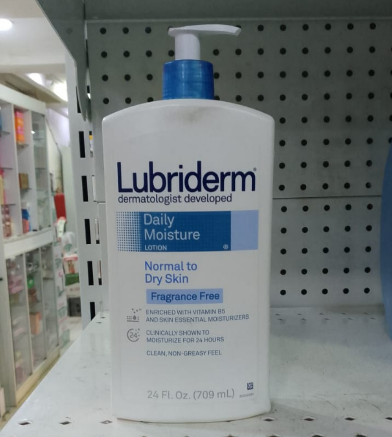 Lubriderm®
dermatologist developed
Daily
Moisture
LOTION
Normal to
Dry Skin
Fragrance Free
ENRICHED WITH VITAMIN B5
AND SKIN ESSENTIAL MOISTURIZERS
24
CLINICALLY SHOWN TO
MOISTURIZE FOR 24 HOURS
CLEAN, NON-GREASY FEEL
24 Fl. Oz. (709 mL)